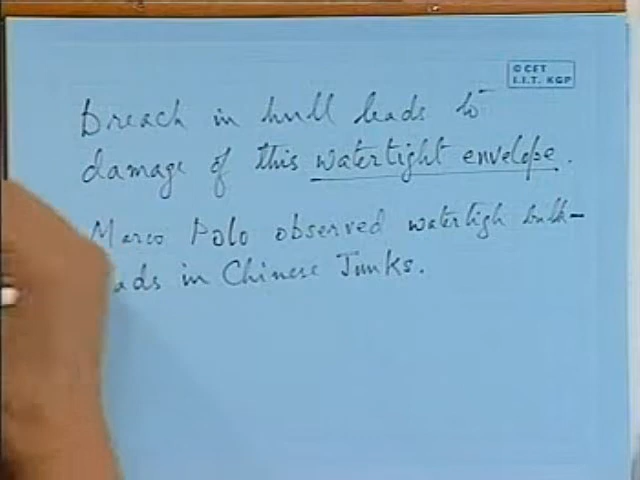 © CET
I.I.T. KGP
Breach in hull leads to
damage of this watertight envelope.
Marco Polo observed watertigh bulk-
ads in Chinese Junks.